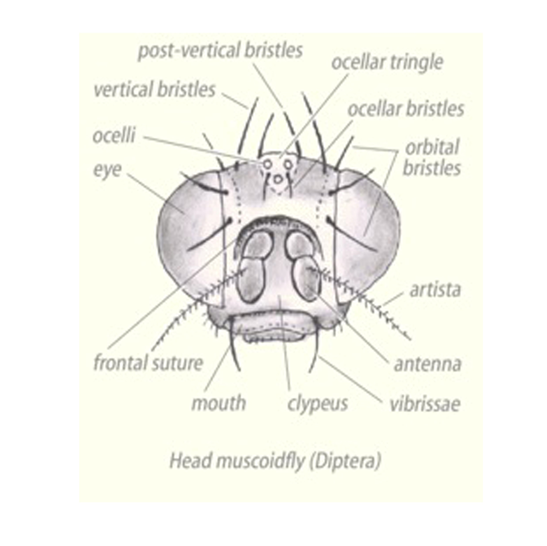 post-vertical bristles
ocellar tringle
vertical bristles
ocellar bristles
ocelli
orbital
bristles
eye
artista
frontal suture
antenna
mouth
clypeus
vibrissae
Head muscoidfly (Diptera)